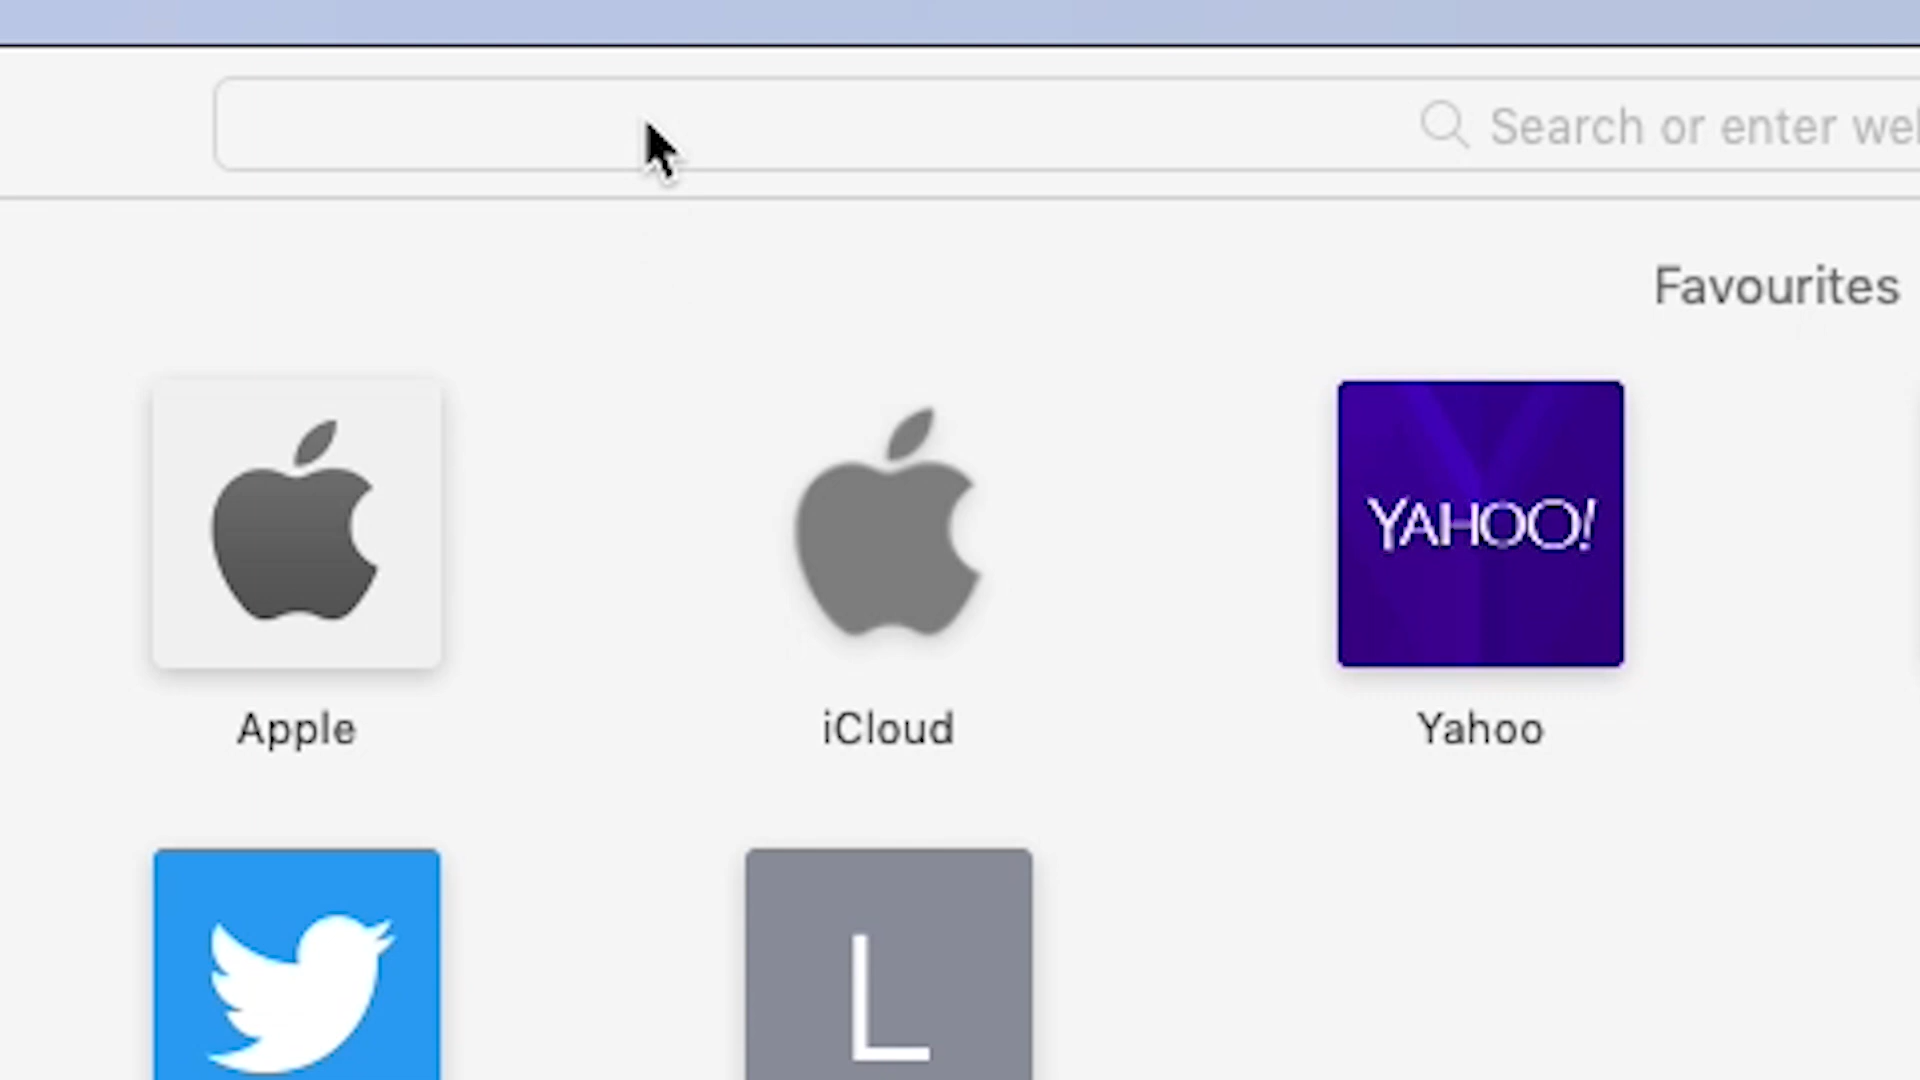 Search or enter we
Favourites
YAHOO!
Apple
iCloud
Yahoo
L